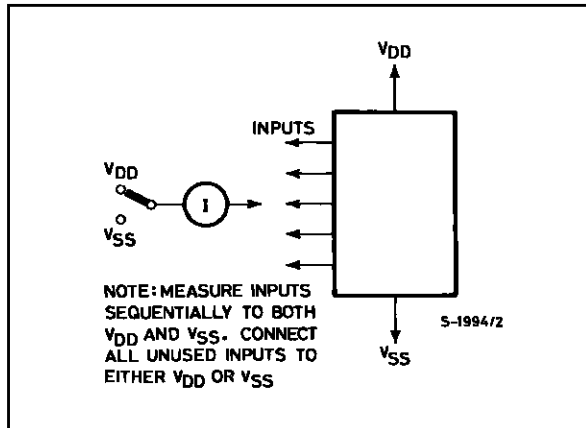 VDD
INPUTS
VDD
I
VSS
NOTE: MEASURE INPUTS
SEQUENTIALLY TO BOTH
VDD AND VSS. CONNECT
ALL UNUSED INPUTS TO
EITHER VDD OR VSS
S-1994/2
VSS